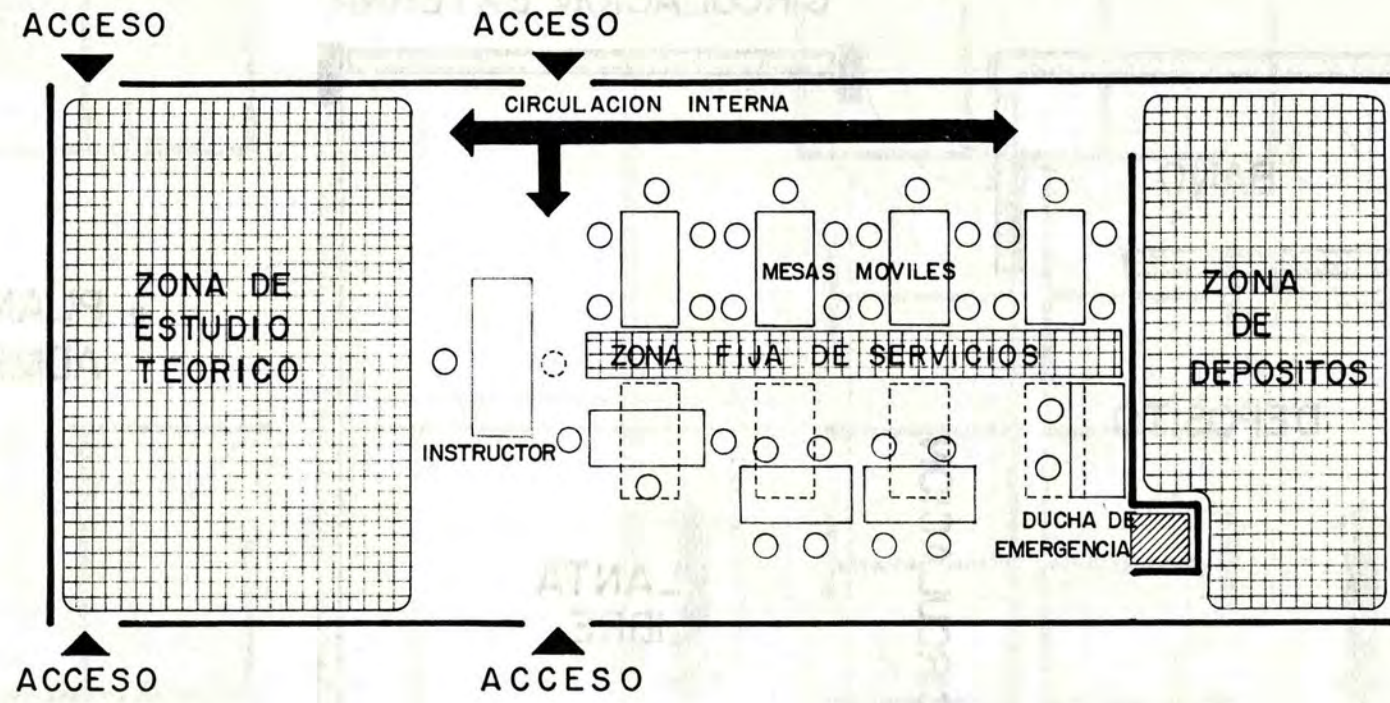 ACCESO
ACCESO
CIRCULACION INTERNA
ZONA DE
ESTUDIO
TEORICO
MESAS MOVILES
ZONA FIJA DE SERVICIOS
INSTRUCTOR
ZONA
DE
DEPOSITOS
DUCHA DE
EMERGENCIA
ACCESO
ACCESO